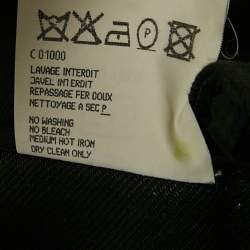 P
C 01000
LAVAGE INTERDIT
JAVEL INTERDIT
REPASSAGE FER DOUX
NETTOYAGE A SEC P
NO WASHING
NO BLEACH
MEDIUM HOT IRON
DRY CLEAN ONLY